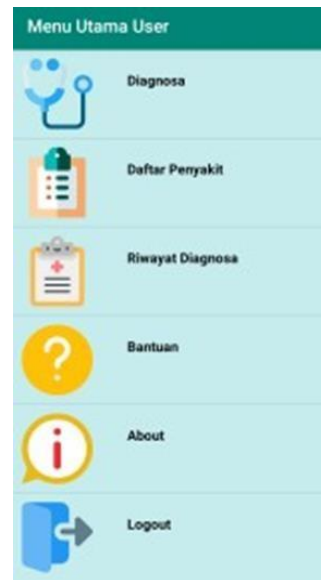 Menu Utama User
Diagnosa
Daftar Penyakit
Riwayat Diagnosa
Bantuan
About
Logout